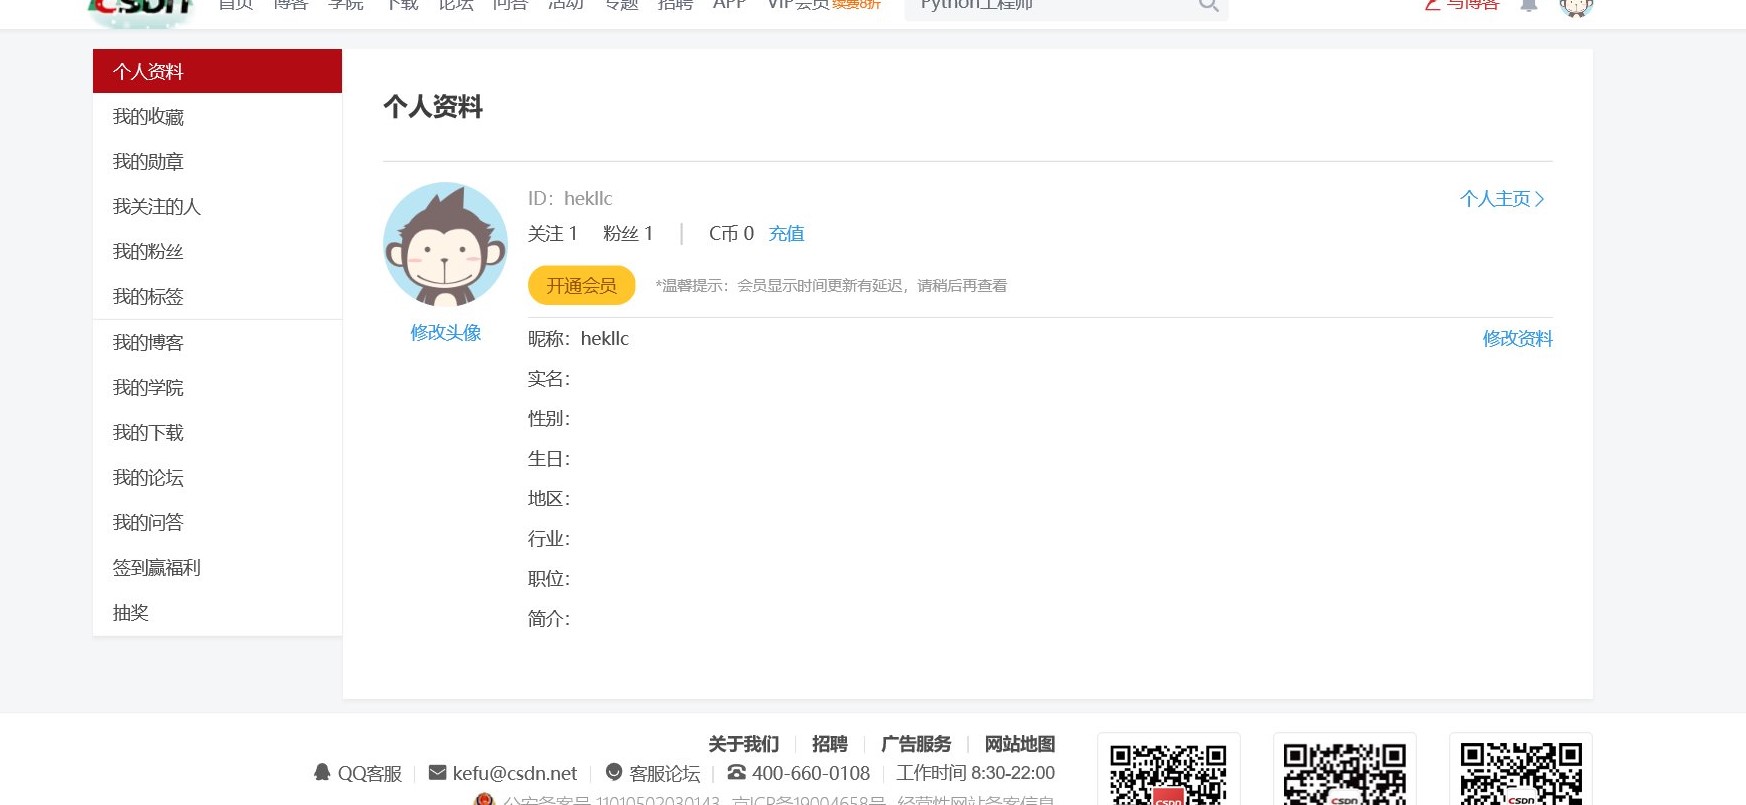 CSDN 首页 博客 学院 下载 论坛 问答 活动 专题 招聘 APP VIP会员 续费8折 Python工程师 写博客
个人资料
我的收藏
我的勋章
我关注的人
我的粉丝
我的标签
我的博客
我的学院
我的下载
我的论坛
我的问答
签到赢福利
抽奖
个人资料
ID：hekllc 个人主页
关注 1 粉丝 1 | C币 0 充值
开通会员 *温馨提示：会员显示时间更新有延迟，请稍后再查看
修改头像
昵称：hekllc 修改资料
实名：
性别：
生日：
地区：
行业：
职位：
简介：
关于我们 | 招聘 | 广告服务 | 网站地图
QQ客服 | kefu@csdn.net | 客服论坛 | 400-660-0108 | 工作时间 8:30-22:00
公安备案号 11010502030143 京ICP备19004658号 经营性网站备案信息
CSDN
CSDN
CSDN